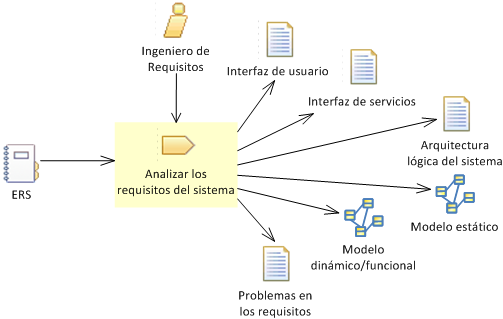 Ingeniero de
Requisitos
Interfaz de usuario
Interfaz de servicios
Arquitectura
lógica del sistema
Analizar los
requisitos del sistema
ERS
Modelo estático
Modelo
dinámico/funcional
Problemas en
los requisitos